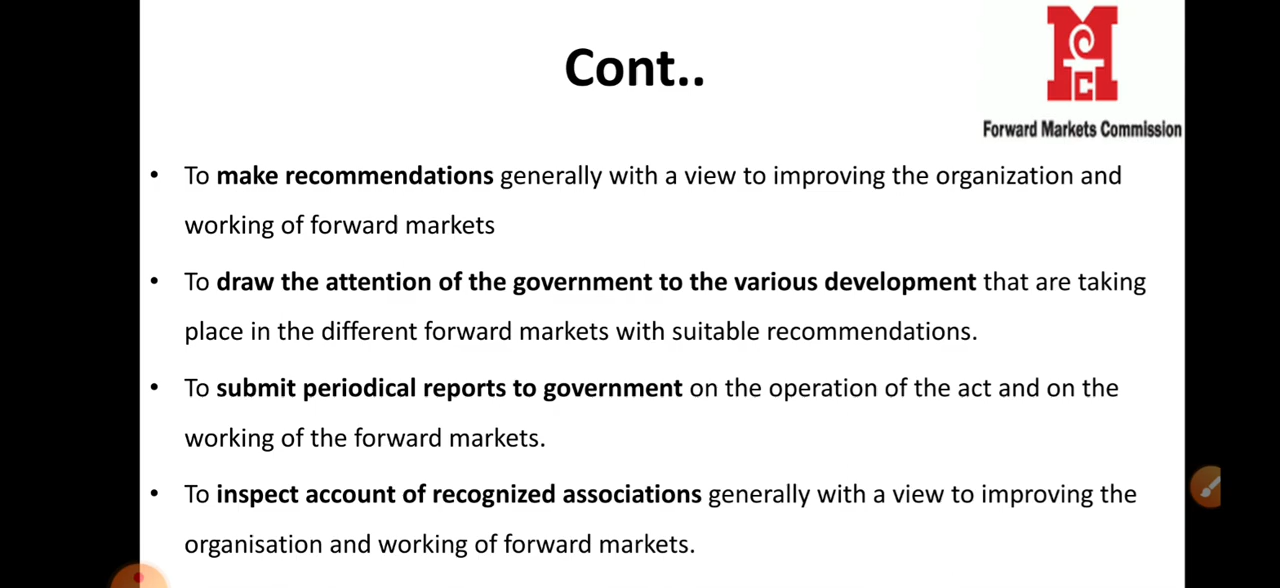 Cont..
Forward Markets Commission
• To make recommendations generally with a view to improving the organization and
working of forward markets
• To draw the attention of the government to the various development that are taking
place in the different forward markets with suitable recommendations.
• To submit periodical reports to government on the operation of the act and on the
working of the forward markets.
• To inspect account of recognized associations generally with a view to improving the
organisation and working of forward markets.